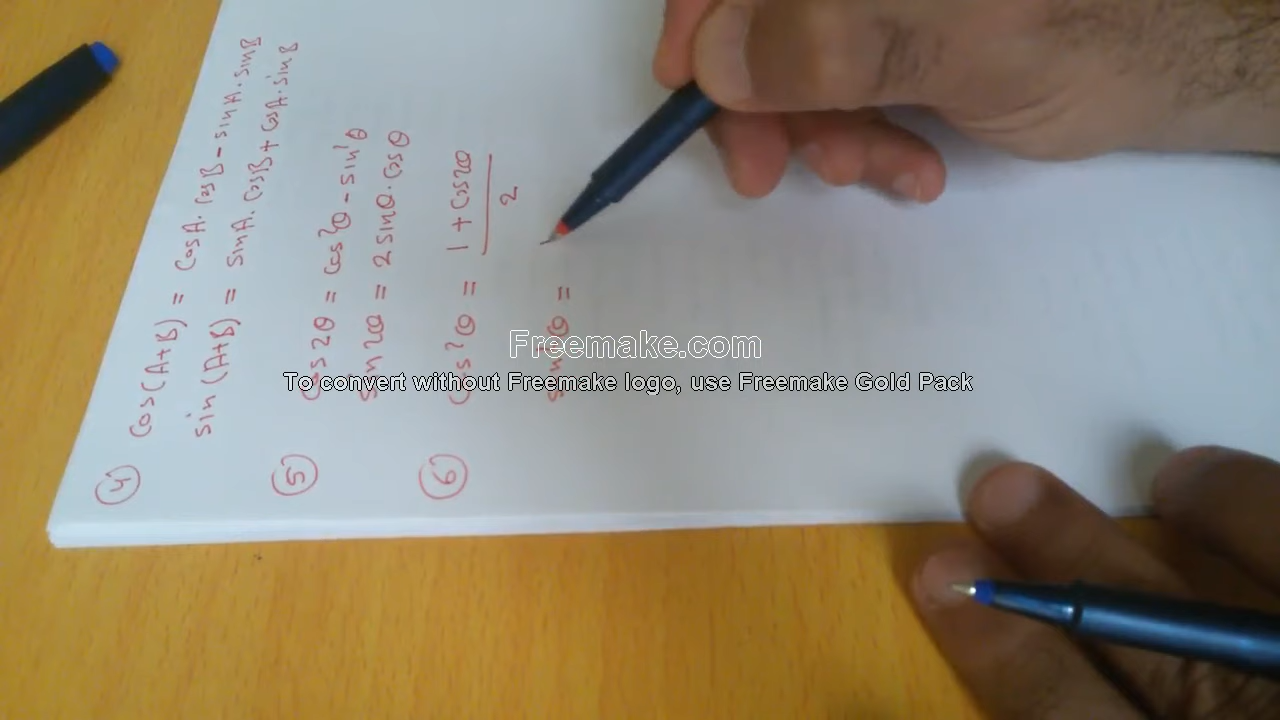 ④ cos(A+B) = cosA.cosB - sinA.sinB
sin(A+B) = sinA.cosB + cosA.sinB
⑤ cos2θ = cos²θ - sin²θ
sin2θ = 2sinθ.cosθ
⑥ cos²θ = 1 + cos2θ
2
sin²θ =
Freemake.com
To convert without Freemake logo, use Freemake Gold Pack